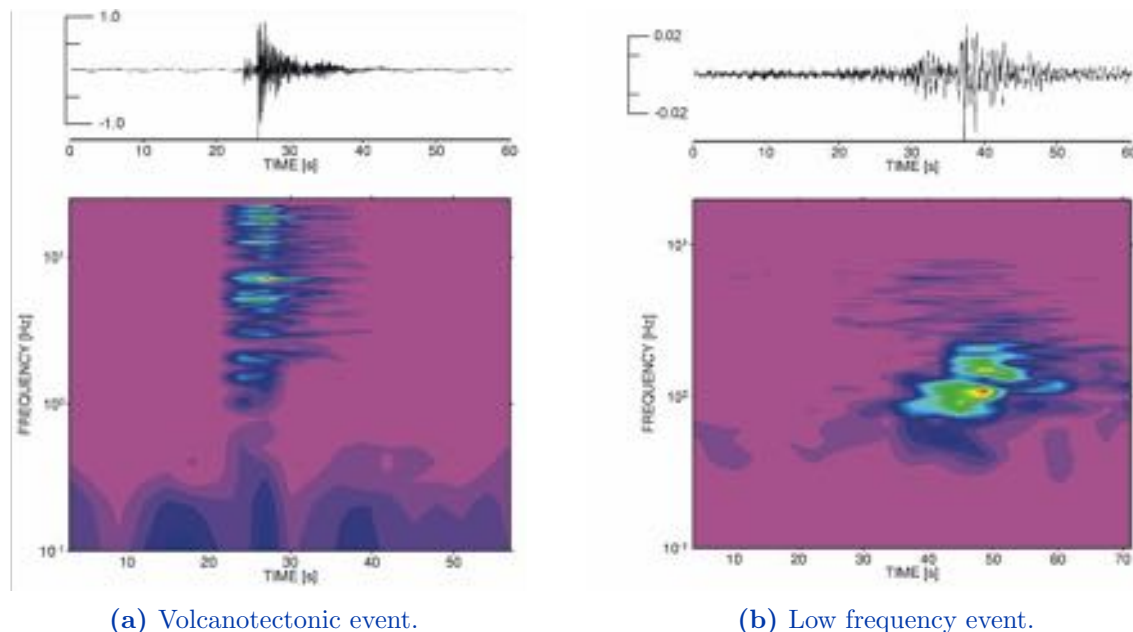 1.0
-1.0
0 10 20 30 40 50 60
TIME [s]
FREQUENCY [Hz]
10¹
10⁰
10-¹
10 20 30 40 50
TIME [s]
(a) Volcanotectonic event.
0.02
-0.02
0 10 20 30 40 50 60
TIME [s]
FREQUENCY [Hz]
10¹
10⁰
10-¹
10 20 30 40 50 60 70
TIME [s]
(b) Low frequency event.